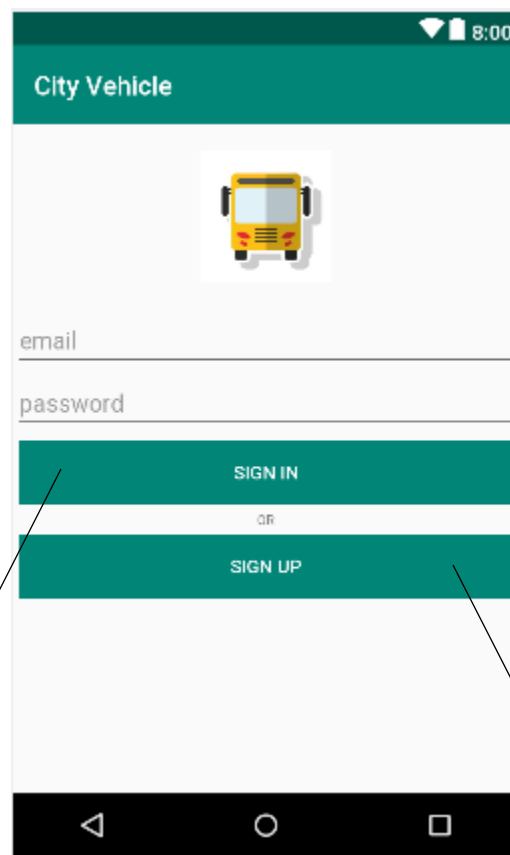 8:00
City Vehicle
email
password
SIGN IN
OR
SIGN UP